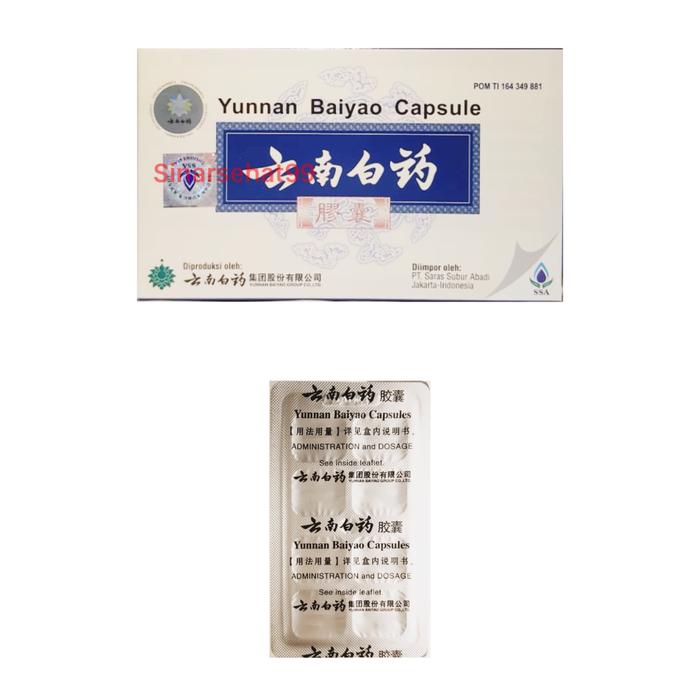 POM TI 164 349 881
Yunnan Baiyao Capsule
云南白药
Sinarsehat99
VSS
胶囊
Diproduksi oleh:
云南白药 集团股份有限公司
YUNNAN BAIYAO GROUP CO.,LTD.
Diimpor oleh:
PT. Saras Subur Abadi
Jakarta-Indonesia
SSA
云南白药 胶囊
Yunnan Baiyao Capsules
【用法用量】详见盒内说明书。
ADMINISTRATION and DOSAGE
See inside leaflet.
云南白药 集团股份有限公司
YUNNAN BAIYAO GROUP CO.,LTD.
云南白药 胶囊
Yunnan Baiyao Capsules
【用法用量】详见盒内说明书。
ADMINISTRATION and DOSAGE
See inside leaflet.
云南白药 集团股份有限公司
YUNNAN BAIYAO GROUP CO.,LTD.
云南白药 胶囊